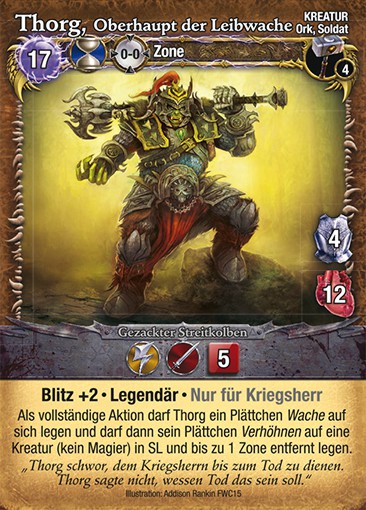 Thorg, Oberhaupt der Leibwache
KREATUR
Ork, Soldat
17
0-0 Zone
4
4
12
Gezackter Streitkolben
5
Blitz +2 • Legendär • Nur für Kriegsherr
Als vollständige Aktion darf Thorg ein Plättchen Wache auf
sich legen und darf dann sein Plättchen Verhöhnen auf eine
Kreatur (kein Magier) in SL und bis zu 1 Zone entfernt legen.
„Thorg schwor, dem Kriegsherrn bis zum Tod zu dienen.
Thorg sagte nicht, wessen Tod das sein soll.“
Illustration: Addison Rankin FWC15